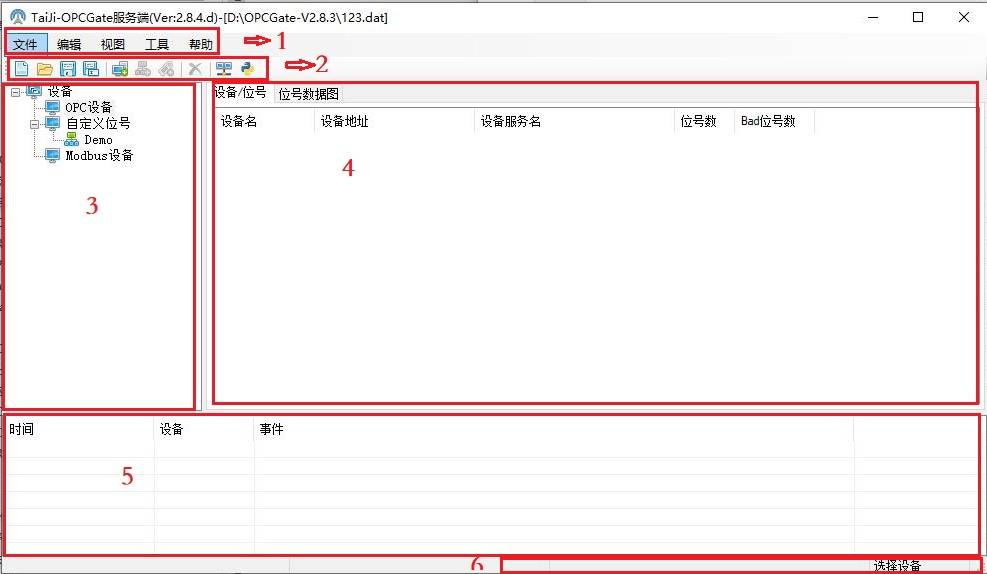 TaiJi-OPCGate服务端(Ver:2.8.4.d)-[D:\OPCGate-V2.8.3\123.dat]
文件 编辑 视图 工具 帮助 1
2
设备
OPC设备
自定义位号
Demo
Modbus设备
3
设备/位号 位号数据图
设备名 设备地址 设备服务名 位号数 Bad位号数
4
时间 设备 事件
5
6 选择设备